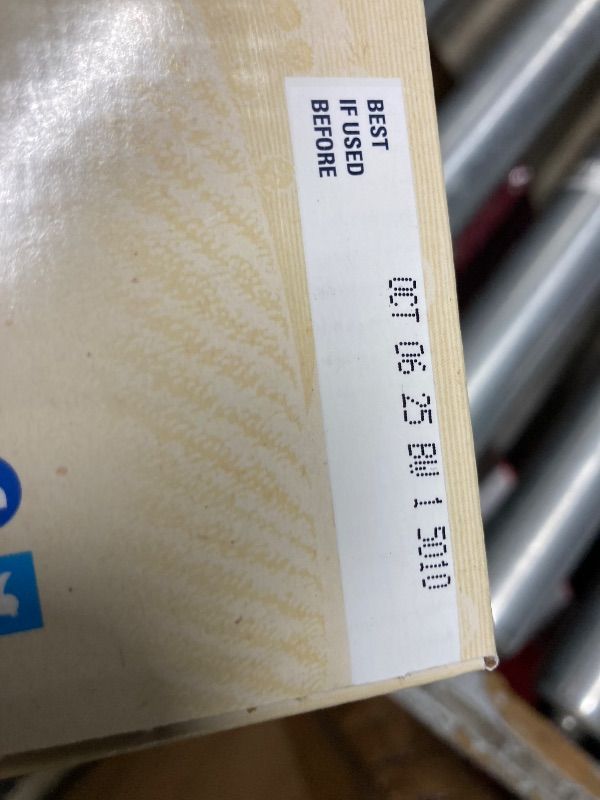 BEST
IF USED
BEFORE
OCT 06 25 BW 1 5010